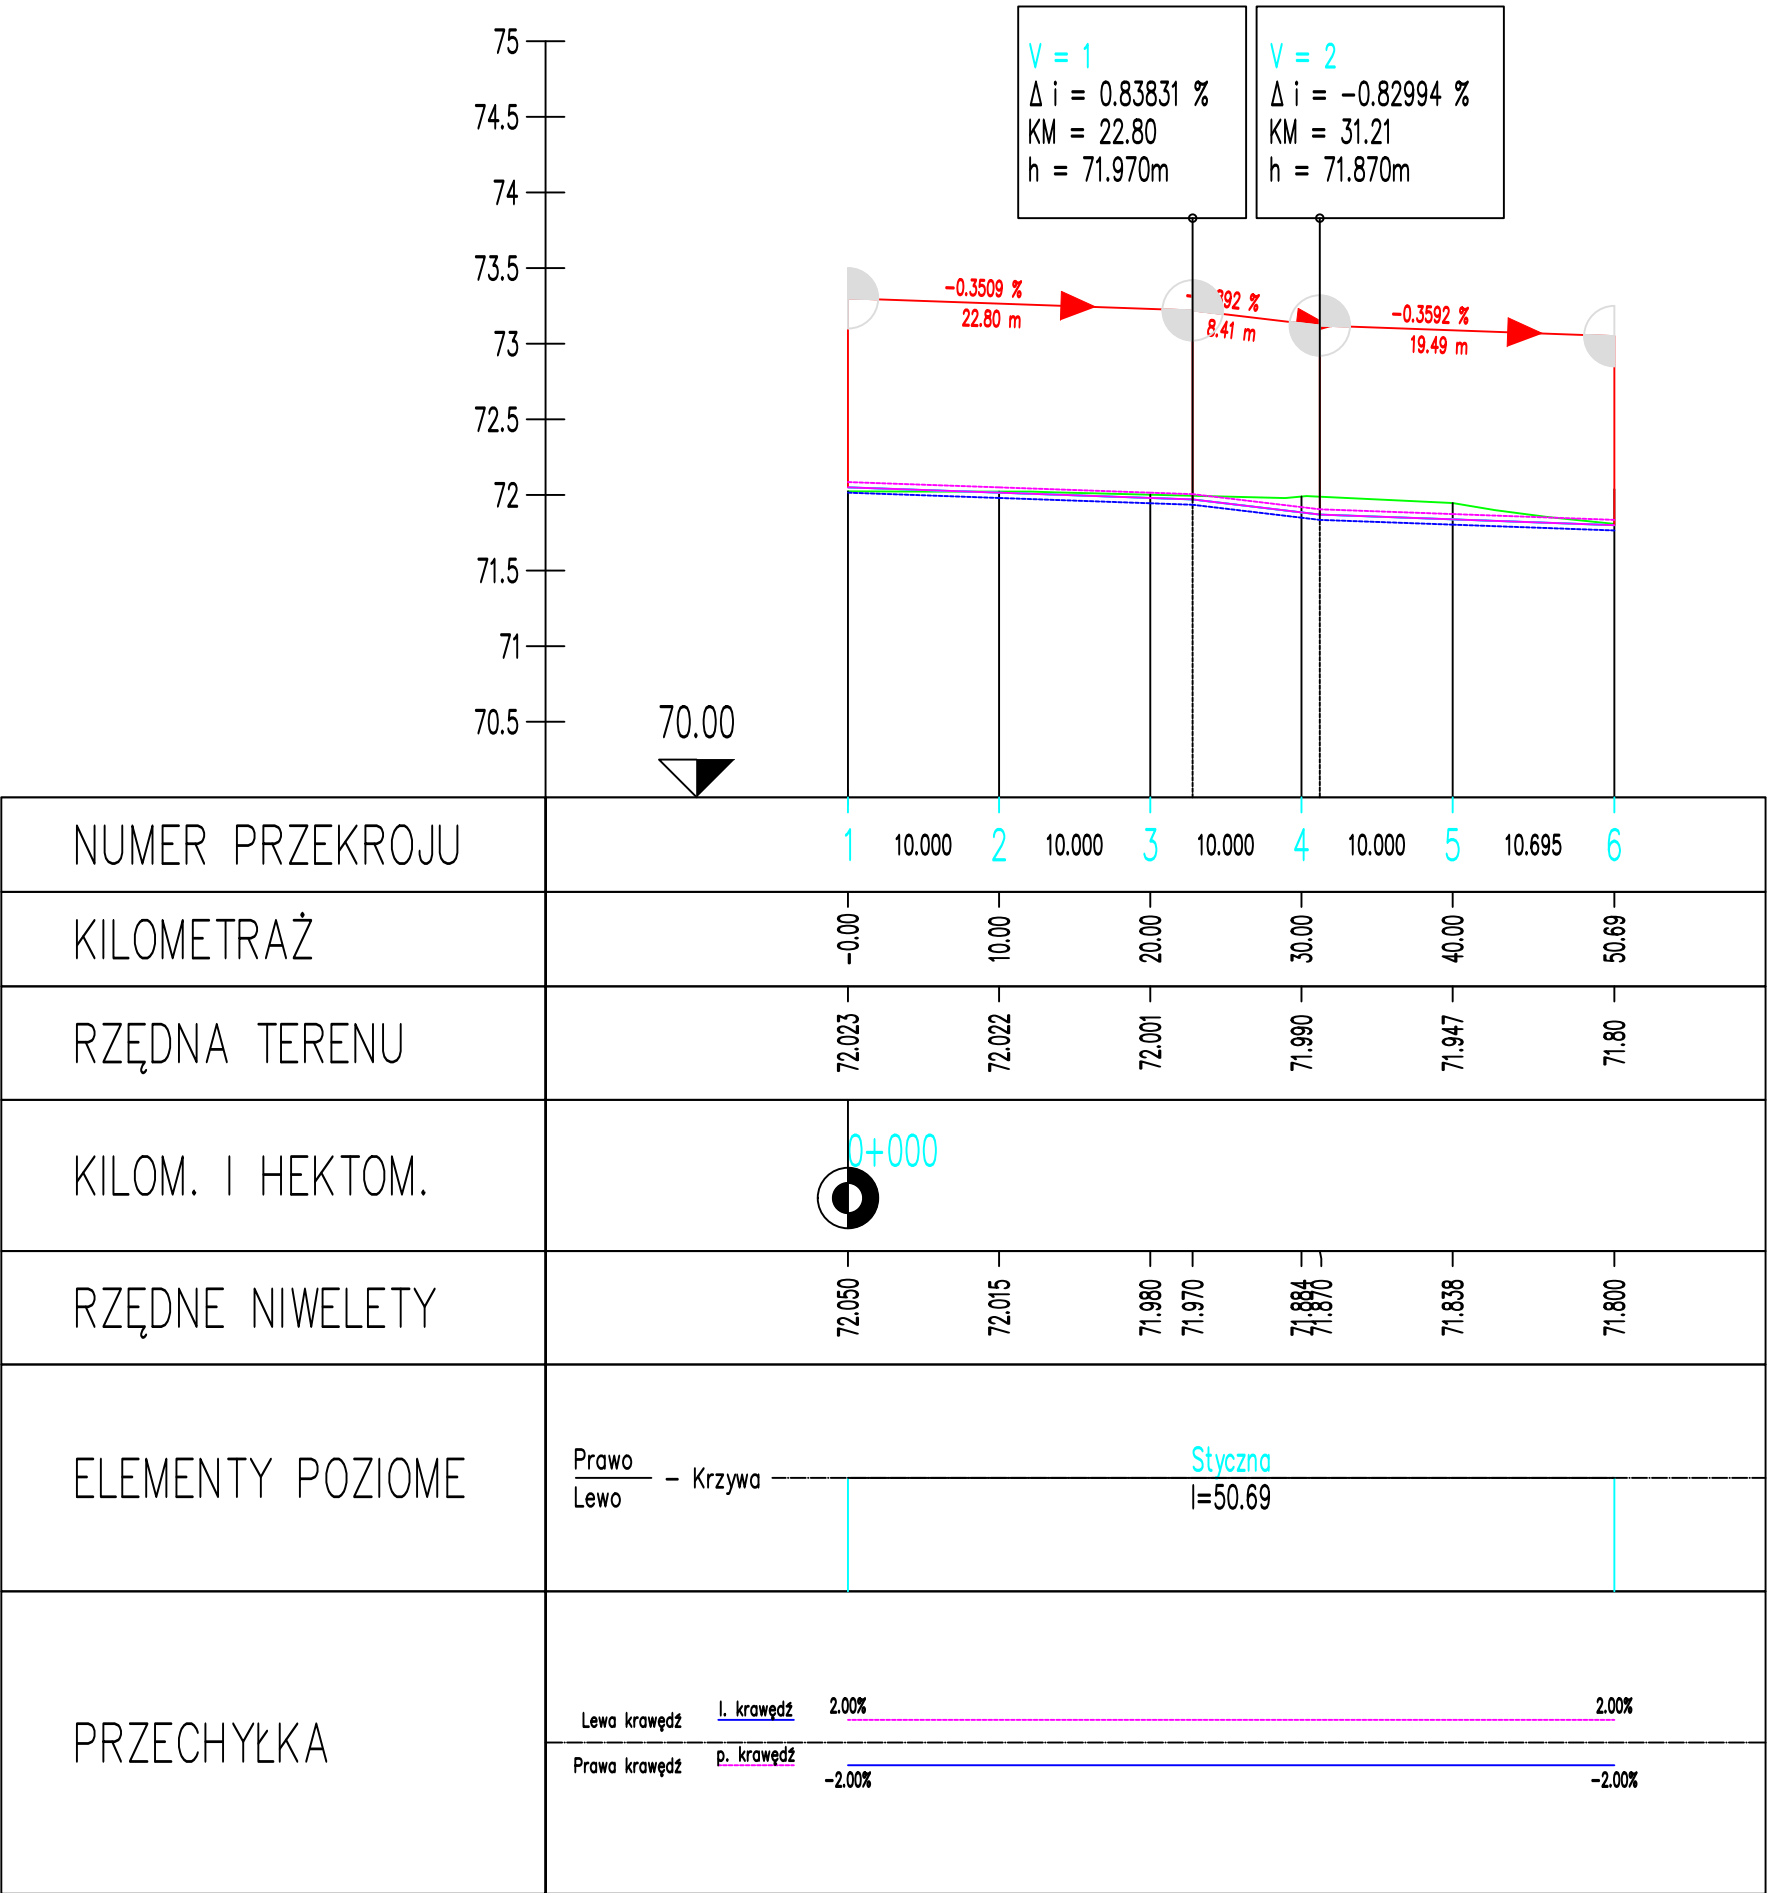 V = 1
Δ i = 0.83831 %
KM = 22.80
h = 71.970m
V = 2
Δ i = -0.82994 %
KM = 31.21
h = 71.870m
75
74.5
74
73.5
73
72.5
72
71.5
71
70.5
-0.3509 %
22.80 m
%
8.41 m
-0.3592 %
19.49 m
70.00
NUMER PRZEKROJU
1 10.000 2 10.000 3 10.000 4 10.000 5 10.695 6
KILOMETRAŻ
-0.00 10.00 20.00 30.00 40.00 50.69
RZĘDNA TERENU
72.023 72.022 72.001 71.990 71.947 71.80
KILOM. I HEKTOM.
0+000
RZĘDNE NIWELETY
72.050 72.015 71.980 71.970 71.884 71.870 71.838 71.800
ELEMENTY POZIOME
Prawo
Lewo
- Krzywa
Styczna
l=50.69
PRZECHYŁKA
Lewa krawędź
l. krawędź
2.00% 2.00%
Prawa krawędź
p. krawędź
-2.00% -2.00%